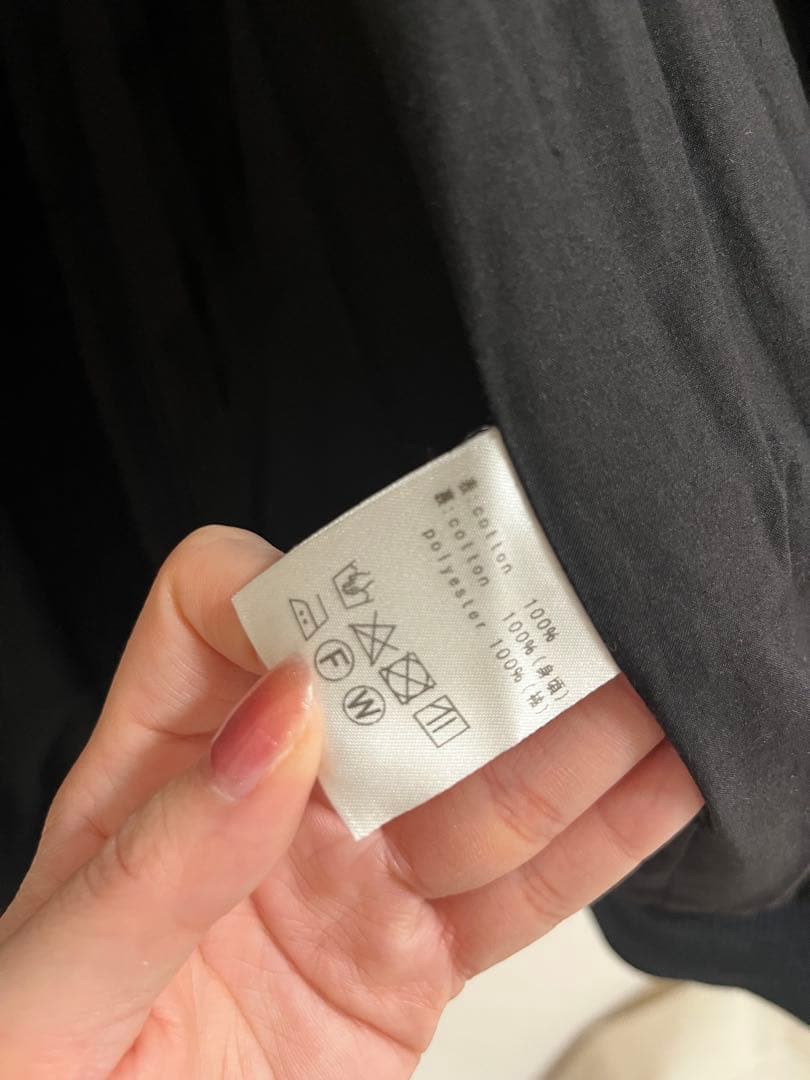 表:cotton 100%
裏:cotton 100%(身頃)
polyester 100%(袖)
F
W